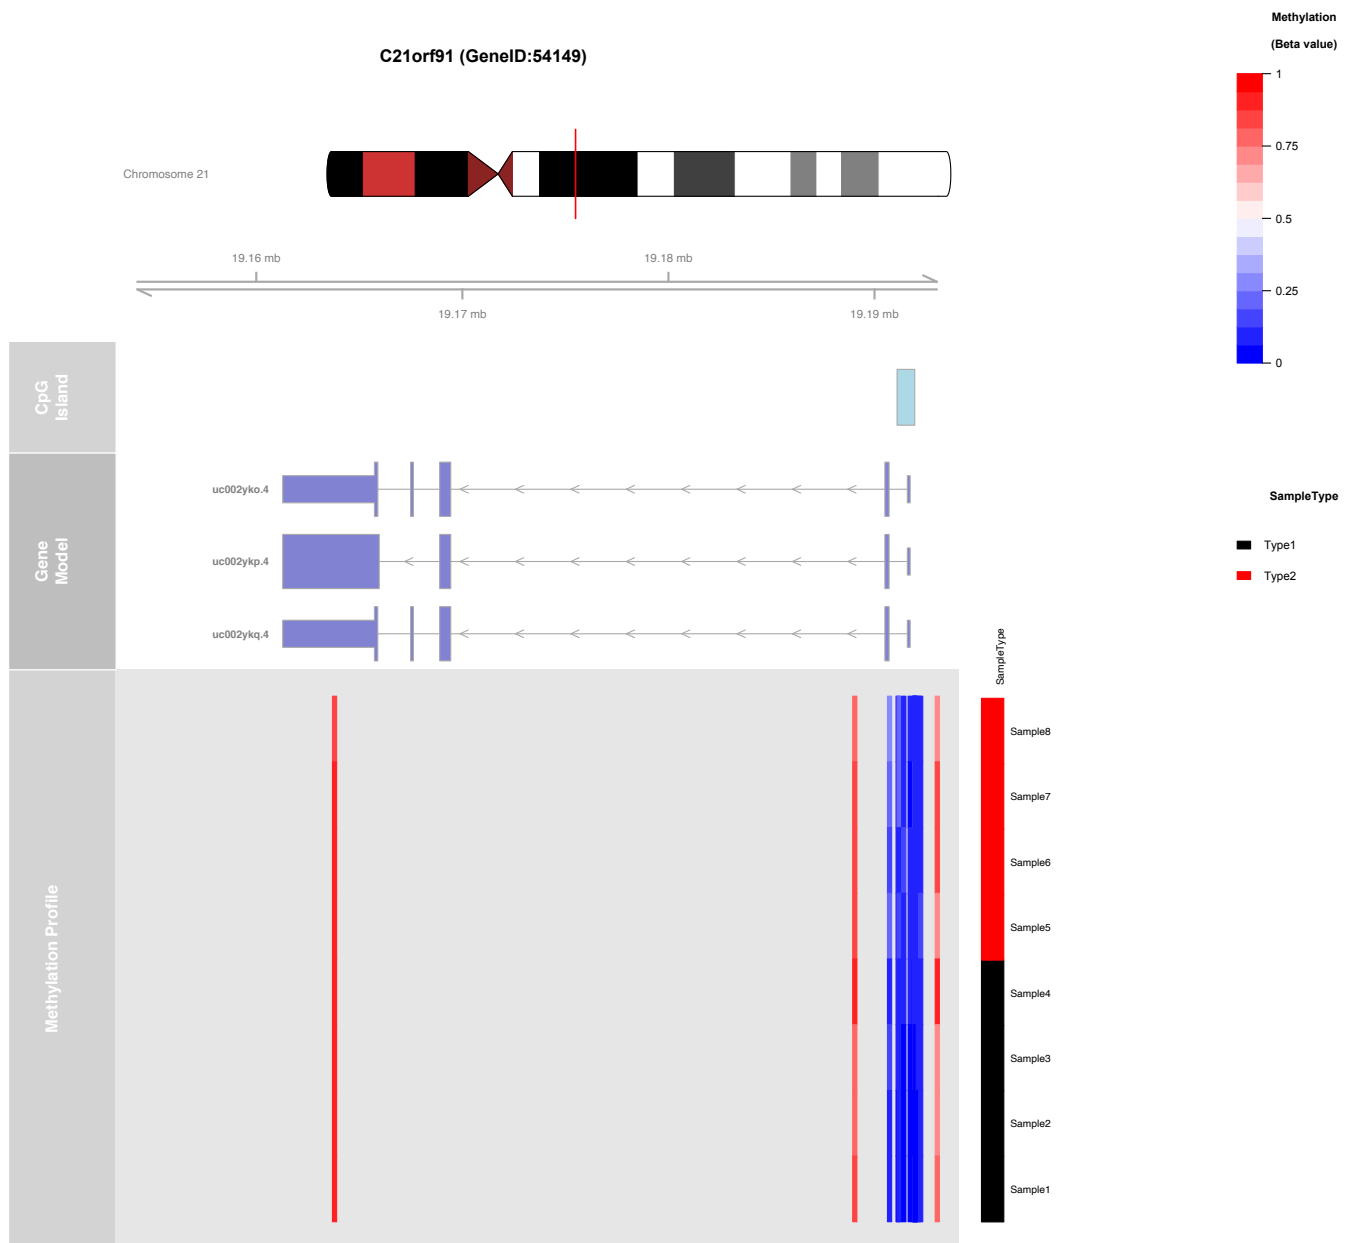 Methylation
(Beta value)
C21orf91 (GeneID:54149)
1
0.75
0.5
0.25
0
Chromosome 21
19.16 mb
19.18 mb
19.17 mb
19.19 mb
CpG
Island
Gene
Model
uc002yko.4
uc002ykp.4
uc002ykq.4
SampleType
Type1
Type2
SampleType
Methylation Profile
Sample8
Sample7
Sample6
Sample5
Sample4
Sample3
Sample2
Sample1